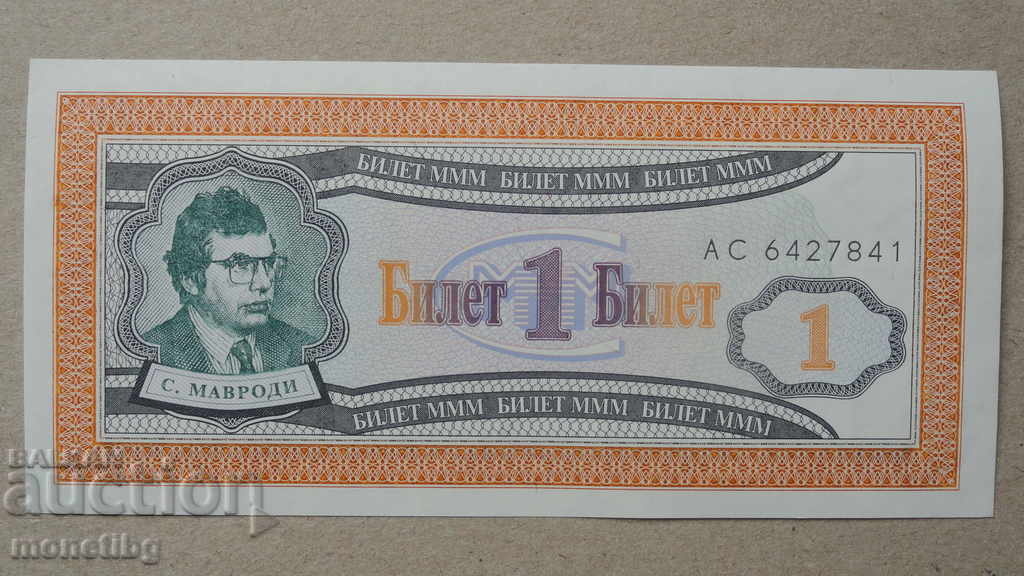 БИЛЕТ МММ БИЛЕТ МММ БИЛЕТ МММ
АС 6427841
МММ
Билет 1 Билет
1
С. МАВРОДИ
БИЛЕТ МММ БИЛЕТ МММ БИЛЕТ МММ
BALKAN
auction
monetibg